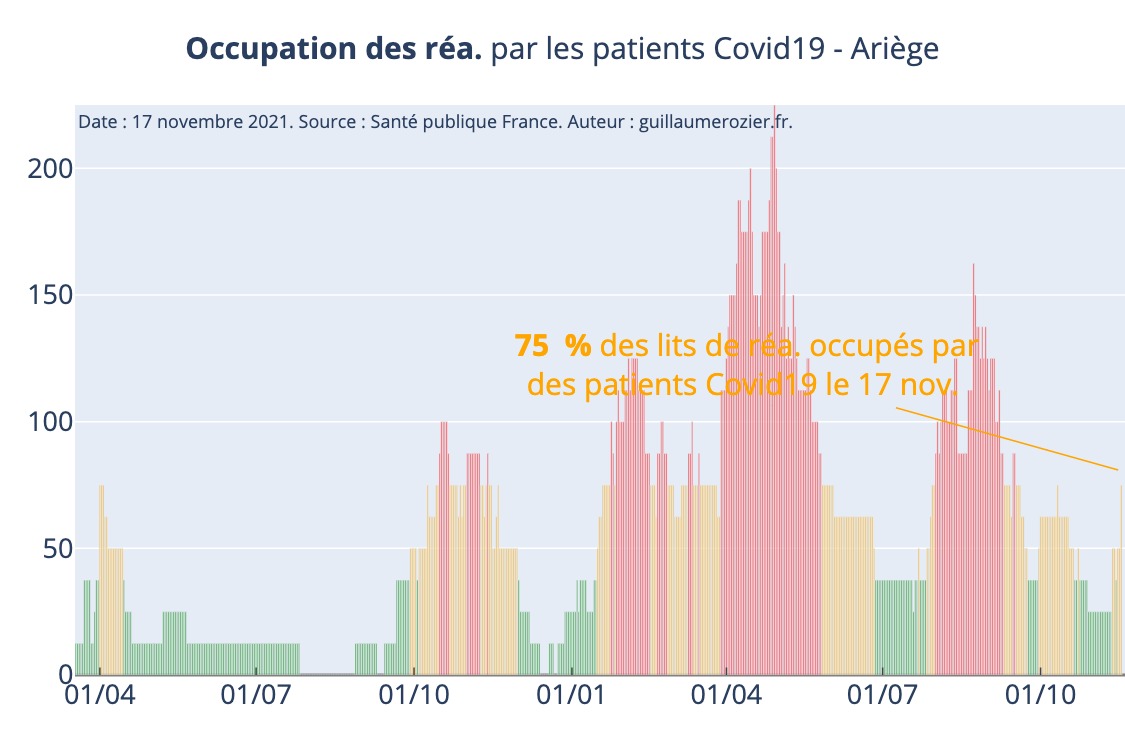 Occupation des réa. par les patients Covid19 - Ariège
Date : 17 novembre 2021. Source : Santé publique France. Auteur : guillaumerozier.fr.
200
150
75 % des lits de réa. occupés par
des patients Covid19 le 17 nov.
100
50
0
01/04 01/07 01/10 01/01 01/04 01/07 01/10